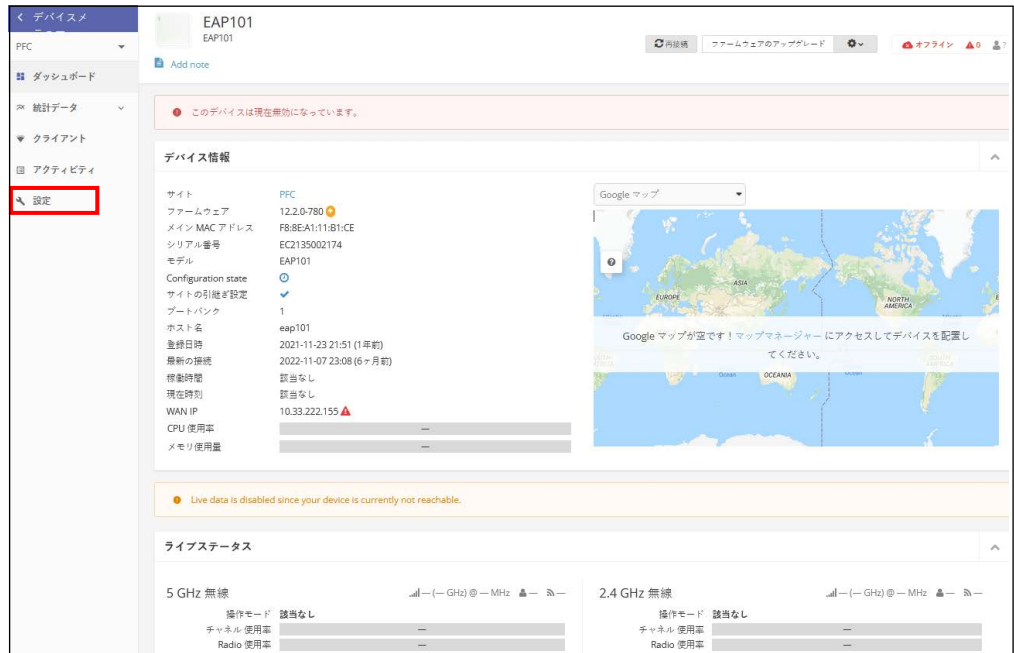 デバイスメ
PFC
ダッシュボード
統計データ
クライアント
アクティビティ
設定
EAP101
EAP101
Add note
再接続
ファームウェアのアップグレード
オフライン
0
?
このデバイスは現在無効になっています。
デバイス情報
サイト PFC
ファームウェア 12.2.0-780
メイン MAC アドレス F8:8E:A1:11:B1:CE
シリアル番号 EC2135002174
モデル EAP101
Configuration state
サイトの引継ぎ設定
ブートバンク 1
ホスト名 eap101
登録日時 2021-11-23 21:51 (1年前)
最新の接続 2022-11-07 23:08 (6ヶ月前)
稼働時間 該当なし
現在時刻 該当なし
WAN IP 10.33.222.155
CPU 使用率 —
メモリ使用量 —
Google マップ
ASIA
EUROPE
NORTH AMERICA
Google マップが空です！マップマネージャー にアクセスしてデバイスを配置し
てください。
Ocean
OCEANIA
Ocean
Live data is disabled since your device is currently not reachable.
ライブステータス
5 GHz 無線
— (— GHz) @ — MHz — —
操作モード 該当なし
チャネル 使用率 —
Radio 使用率 —
2.4 GHz 無線
— (— GHz) @ — MHz — —
操作モード 該当なし
チャネル 使用率 —
Radio 使用率 —